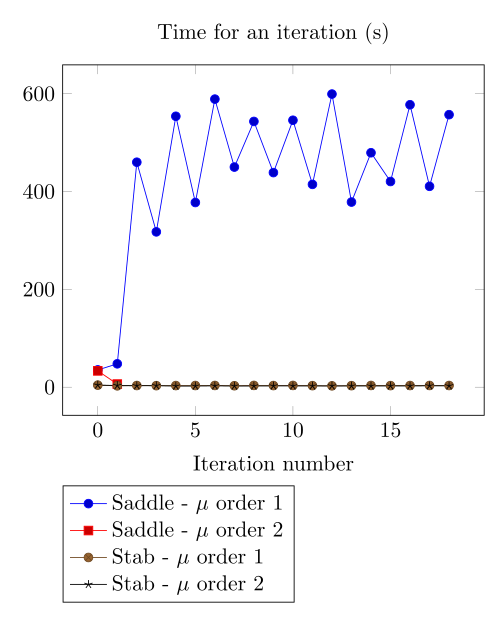 Time for an iteration (s)
600
400
200
0
0 5 10 15
Iteration number
Saddle - μ order 1
Saddle - μ order 2
Stab - μ order 1
Stab - μ order 2